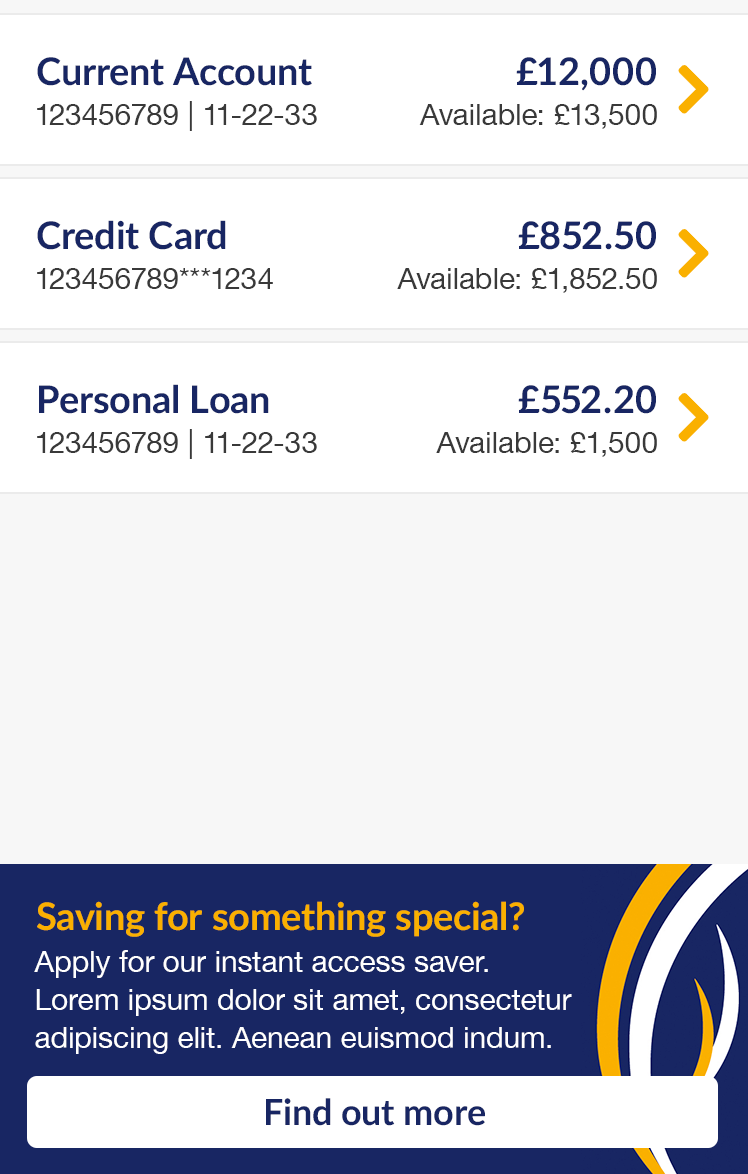 Current Account £12,000
123456789 | 11-22-33 Available: £13,500
Credit Card £852.50
123456789***1234 Available: £1,852.50
Personal Loan £552.20
123456789 | 11-22-33 Available: £1,500
Saving for something special?
Apply for our instant access saver.
Lorem ipsum dolor sit amet, consectetur
adipiscing elit. Aenean euismod indum.
Find out more